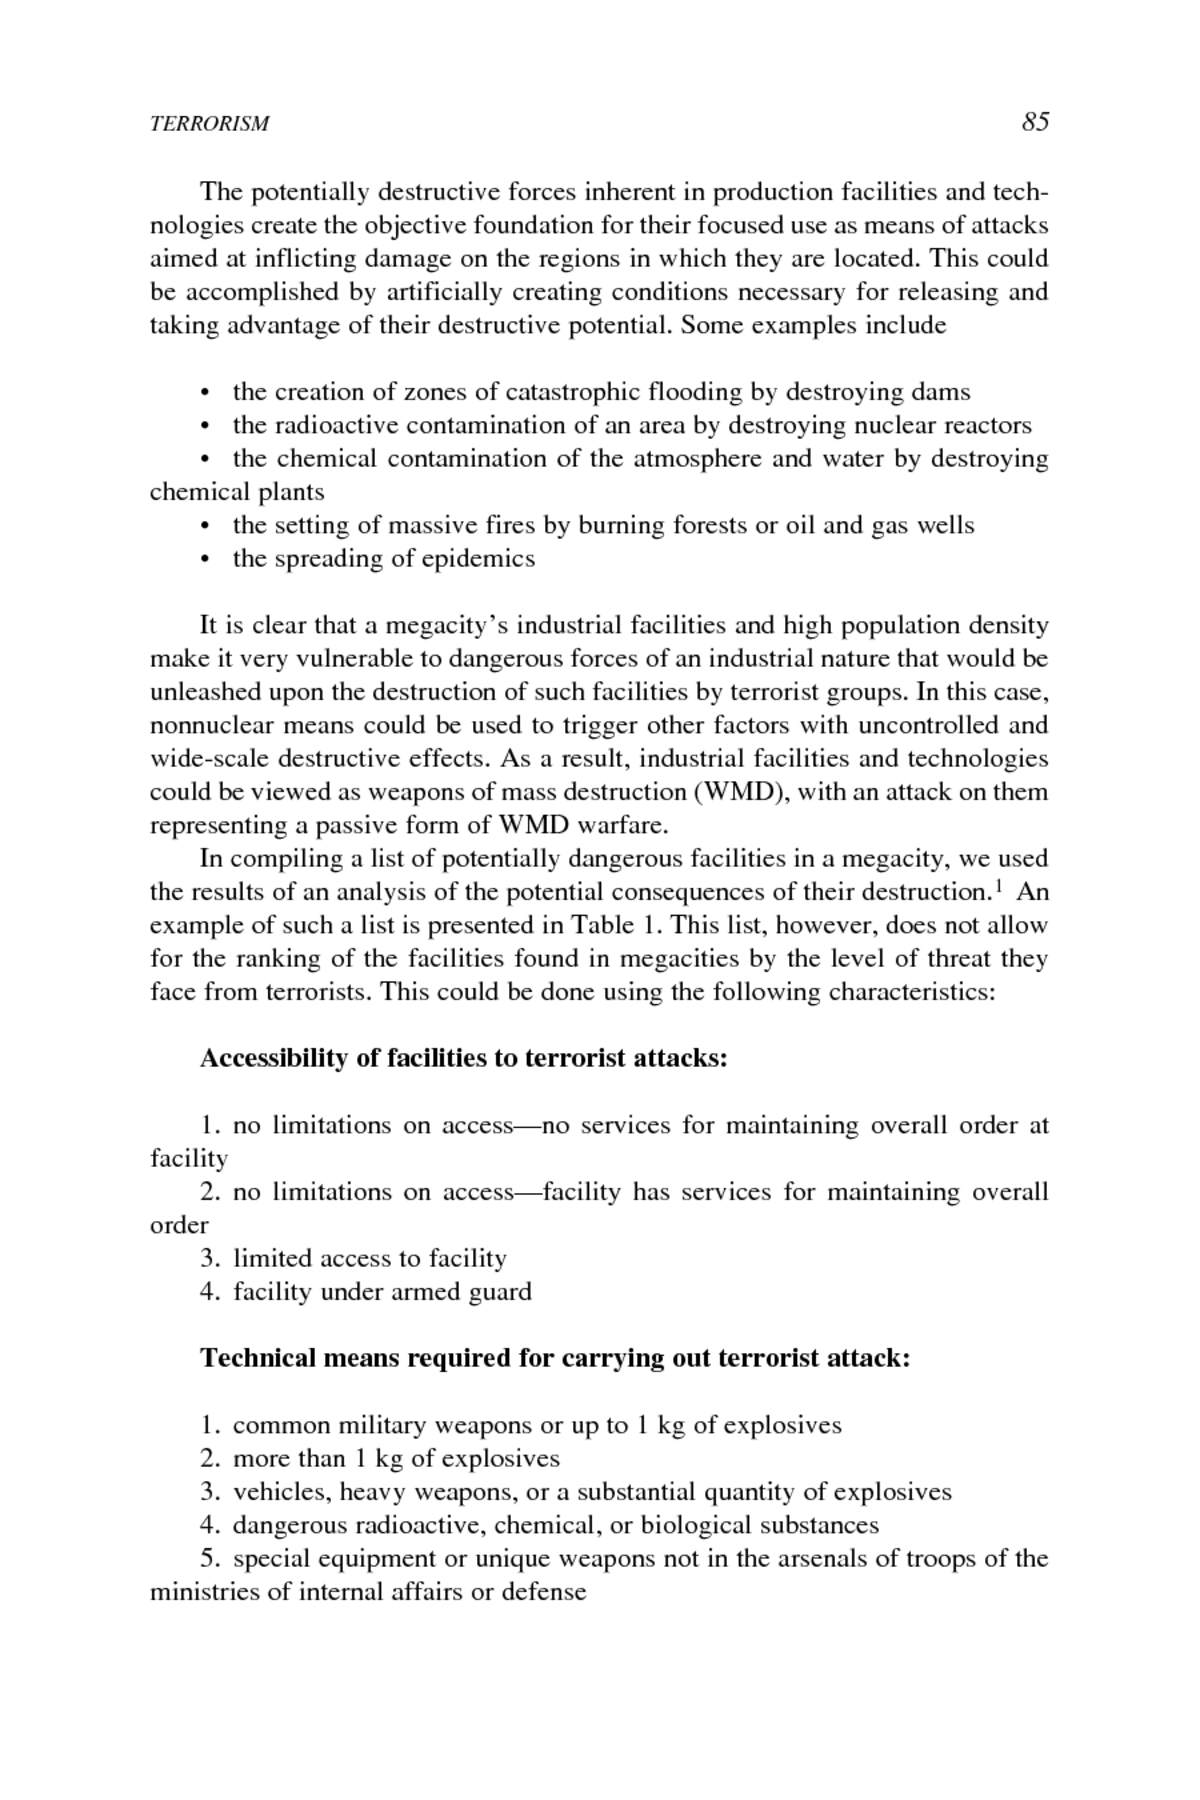 TERRORISM 85
The potentially destructive forces inherent in production facilities and tech-
nologies create the objective foundation for their focused use as means of attacks
aimed at inflicting damage on the regions in which they are located. This could
be accomplished by artificially creating conditions necessary for releasing and
taking advantage of their destructive potential. Some examples include
• the creation of zones of catastrophic flooding by destroying dams
• the radioactive contamination of an area by destroying nuclear reactors
• the chemical contamination of the atmosphere and water by destroying
chemical plants
• the setting of massive fires by burning forests or oil and gas wells
• the spreading of epidemics
It is clear that a megacity’s industrial facilities and high population density
make it very vulnerable to dangerous forces of an industrial nature that would be
unleashed upon the destruction of such facilities by terrorist groups. In this case,
nonnuclear means could be used to trigger other factors with uncontrolled and
wide-scale destructive effects. As a result, industrial facilities and technologies
could be viewed as weapons of mass destruction (WMD), with an attack on them
representing a passive form of WMD warfare.
In compiling a list of potentially dangerous facilities in a megacity, we used
the results of an analysis of the potential consequences of their destruction.1 An
example of such a list is presented in Table 1. This list, however, does not allow
for the ranking of the facilities found in megacities by the level of threat they
face from terrorists. This could be done using the following characteristics:
Accessibility of facilities to terrorist attacks:
1. no limitations on access—no services for maintaining overall order at
facility
2. no limitations on access—facility has services for maintaining overall
order
3. limited access to facility
4. facility under armed guard
Technical means required for carrying out terrorist attack:
1. common military weapons or up to 1 kg of explosives
2. more than 1 kg of explosives
3. vehicles, heavy weapons, or a substantial quantity of explosives
4. dangerous radioactive, chemical, or biological substances
5. special equipment or unique weapons not in the arsenals of troops of the
ministries of internal affairs or defense